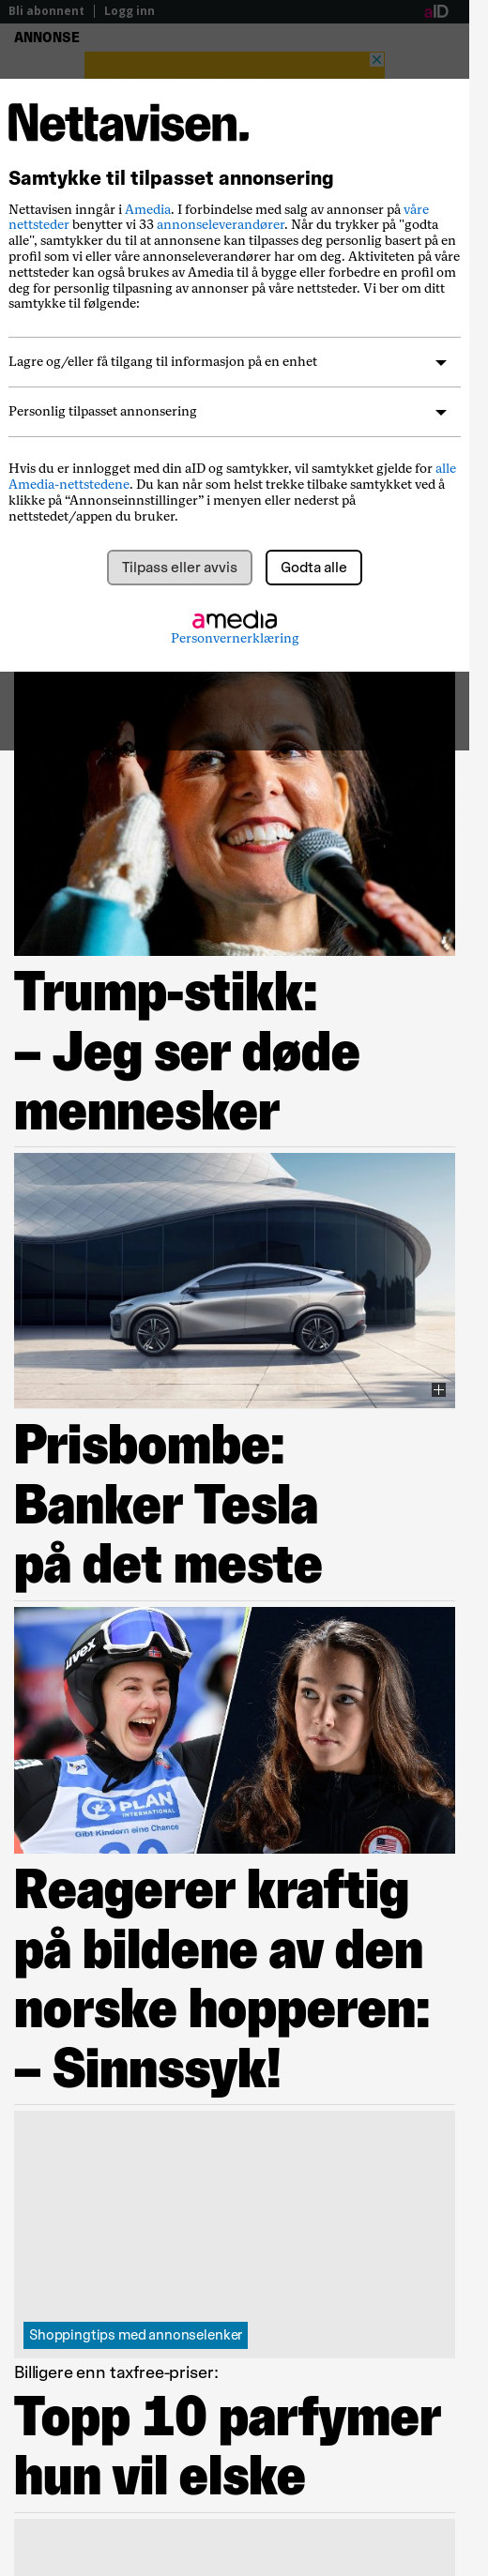 Bli abonnent
Logg inn
aID
ANNONSE
Nettavisen.
Samtykke til tilpasset annonsering
Nettavisen inngår i Amedia. I forbindelse med salg av annonser på våre
nettsteder benytter vi 33 annonseleverandører. Når du trykker på "godta
alle", samtykker du til at annonsene kan tilpasses deg personlig basert på en
profil som vi eller våre annonseleverandører har om deg. Aktiviteten på våre
nettsteder kan også brukes av Amedia til å bygge eller forbedre en profil om
deg for personlig tilpasning av annonser på våre nettsteder. Vi ber om ditt
samtykke til følgende:
Lagre og/eller få tilgang til informasjon på en enhet
Personlig tilpasset annonsering
Hvis du er innlogget med din aID og samtykker, vil samtykket gjelde for alle
Amedia-nettstedene. Du kan når som helst trekke tilbake samtykket ved å
klikke på “Annonseinnstillinger” i menyen eller nederst på
nettstedet/appen du bruker.
Tilpass eller avvis
Godta alle
amedia
Personvernerklæring
Trump-stikk:
– Jeg ser døde
mennesker
Prisbombe:
Banker Tesla
på det meste
uvex
PLAN
INTERNATIONAL
Gibt Kindern eine Chance
Reagerer kraftig
på bildene av den
norske hopperen:
– Sinnssyk!
Shoppingtips med annonselenker
Billigere enn taxfree-priser:
Topp 10 parfymer
hun vil elske